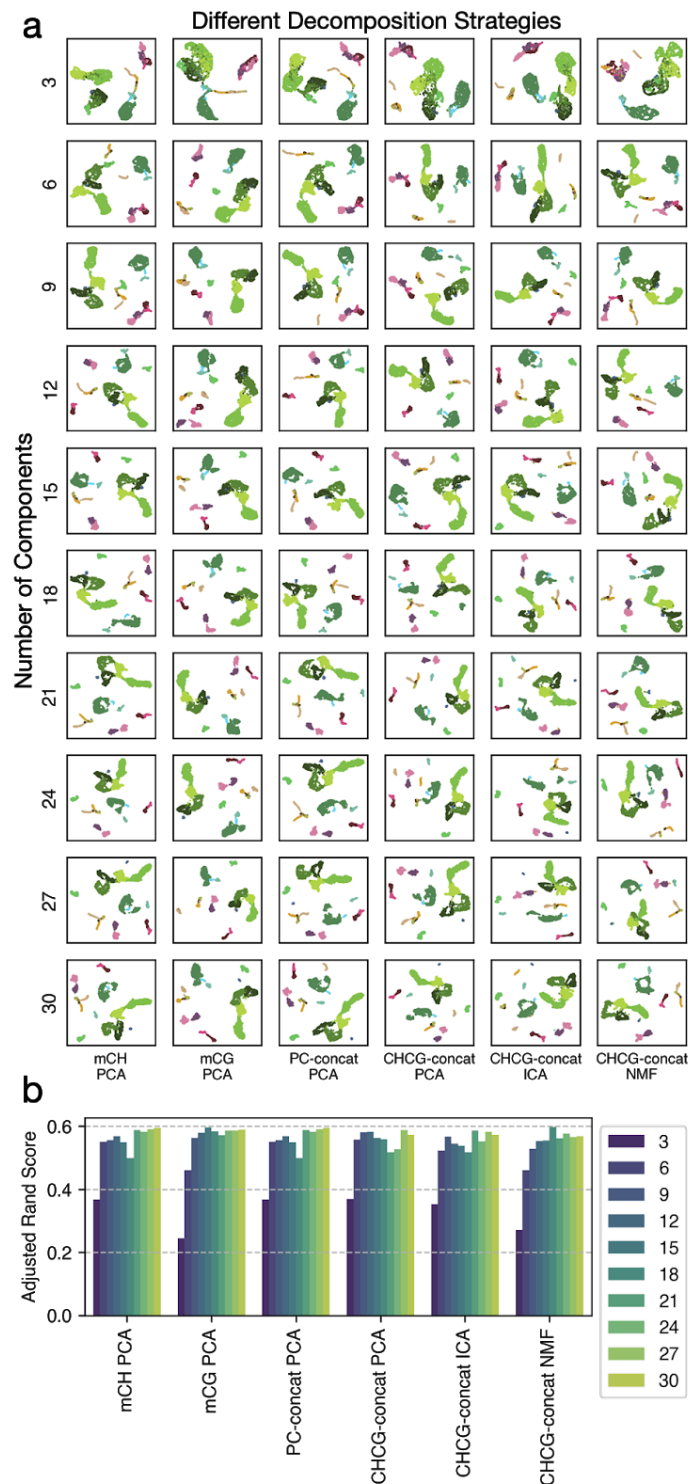 a
Different Decomposition Strategies
Number of Components
3
6
9
12
15
18
21
24
27
30
mCH
PCA
mCG
PCA
PC-concat
PCA
CHCG-concat
PCA
CHCG-concat
ICA
CHCG-concat
NMF
b
Adjusted Rand Score
0.6
0.4
0.2
0.0
mCH PCA
mCG PCA
PC-concat PCA
CHCG-concat PCA
CHCG-concat ICA
CHCG-concat NMF
3
6
9
12
15
18
21
24
27
30